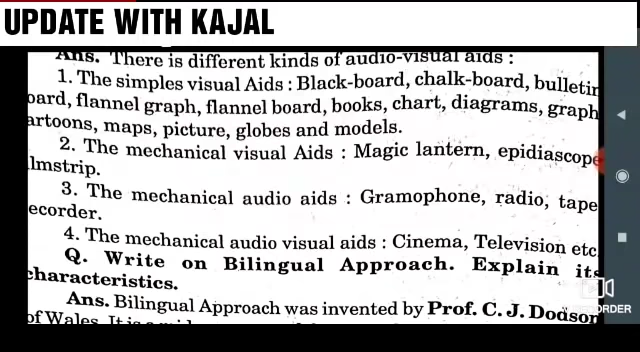 UPDATE WITH KAJAL
Ans. There is different kinds of audio-visual aids :
1. The simples visual Aids : Black-board, chalk-board, bulletin
oard, flannel graph, flannel board, books, chart, diagrams, graph
artoons, maps, picture, globes and models.
2. The mechanical visual Aids : Magic lantern, epidiascope
lmstrip.
3. The mechanical audio aids : Gramophone, radio, tape
ecorder.
4. The mechanical audio visual aids : Cinema, Television etc
Q. Write on Bilingual Approach. Explain its
characteristics.
Ans. Bilingual Approach was invented by Prof. C. J. Dodson
of Wales. It is a
ORDER